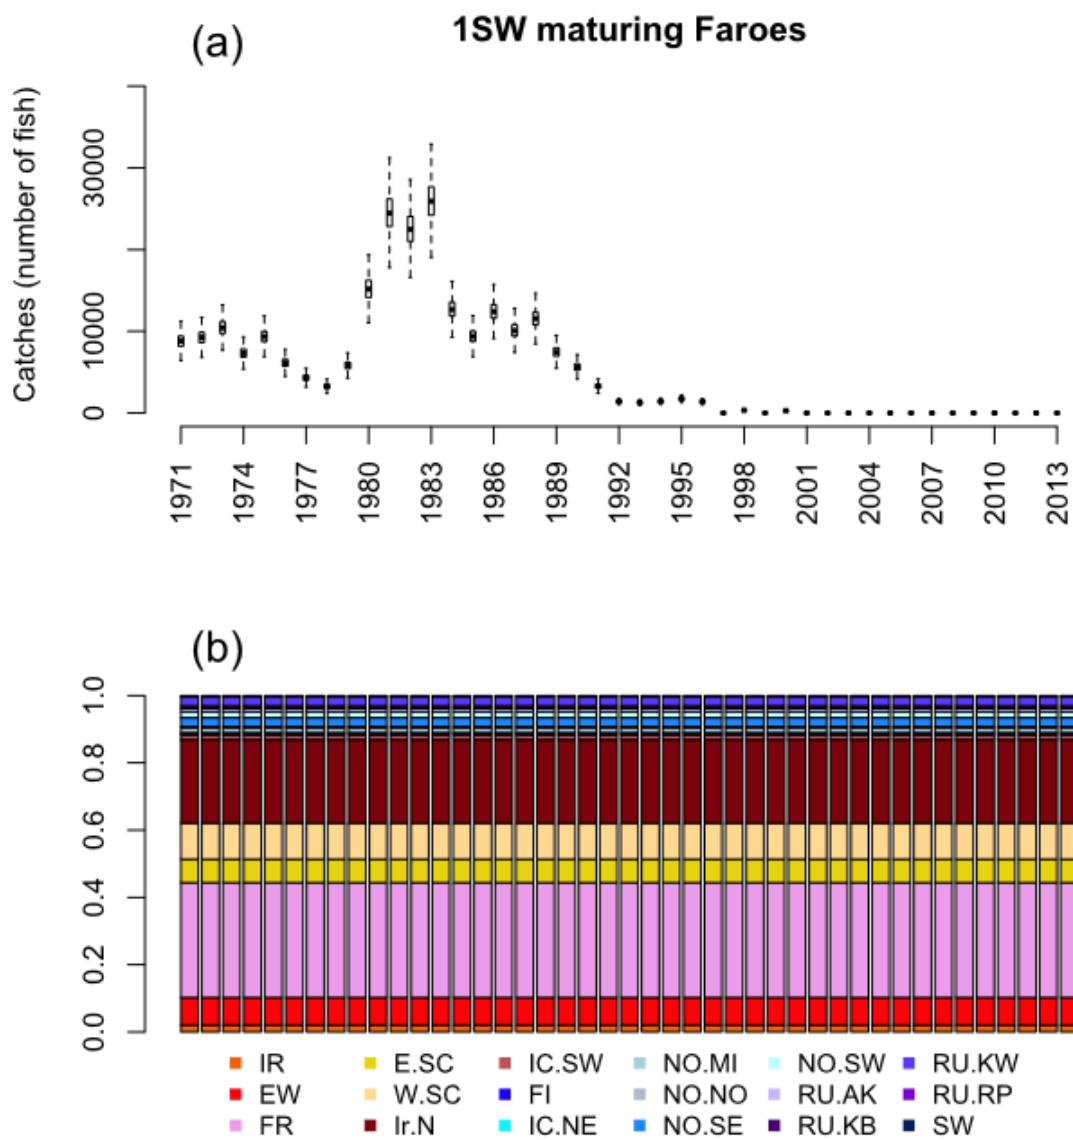 (a)
1SW maturing Faroes
Catches (number of fish)
30000
10000
0
1971 1974 1977 1980 1983 1986 1989 1992 1995 1998 2001 2004 2007 2010 2013
(b)
1.0
0.8
0.6
0.4
0.2
0.0
IR E.SC IC.SW NO.MI NO.SW RU.KW
EW W.SC FI NO.NO RU.AK RU.RP
FR Ir.N IC.NE NO.SE RU.KB SW